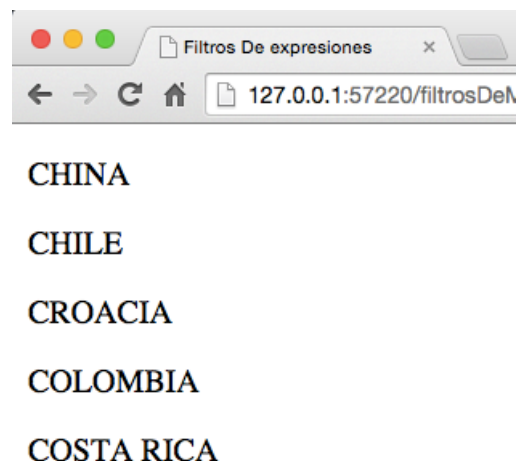 Filtros De expresiones
127.0.0.1:57220/filtrosDeM
CHINA
CHILE
CROACIA
COLOMBIA
COSTA RICA